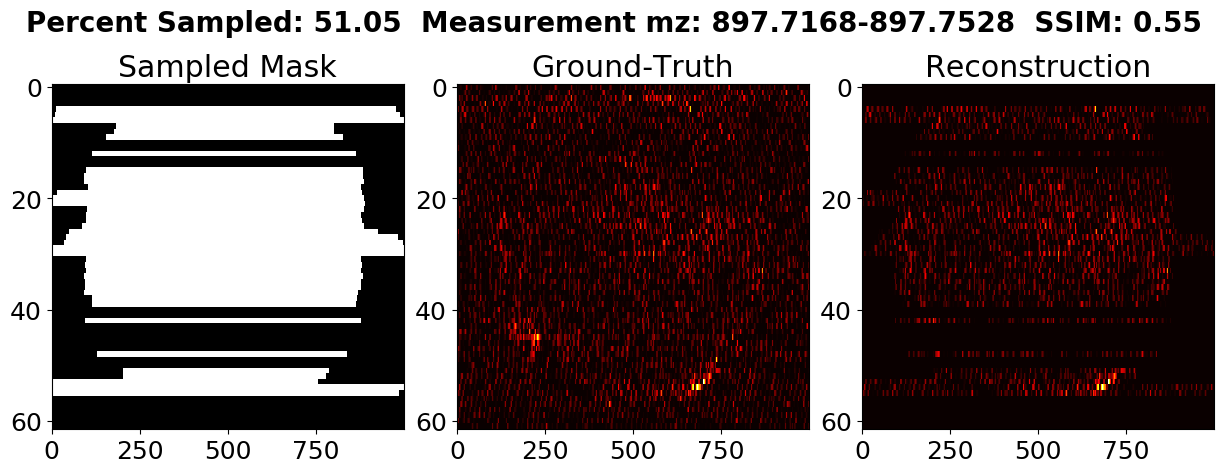 Percent Sampled: 51.05  Measurement mz: 897.7168-897.7528  SSIM: 0.55
Sampled Mask Ground-Truth Reconstruction
0 0 0
20 20 20
40 40 40
60 60 60
0 250 500 750 0 250 500 750 0 250 500 750